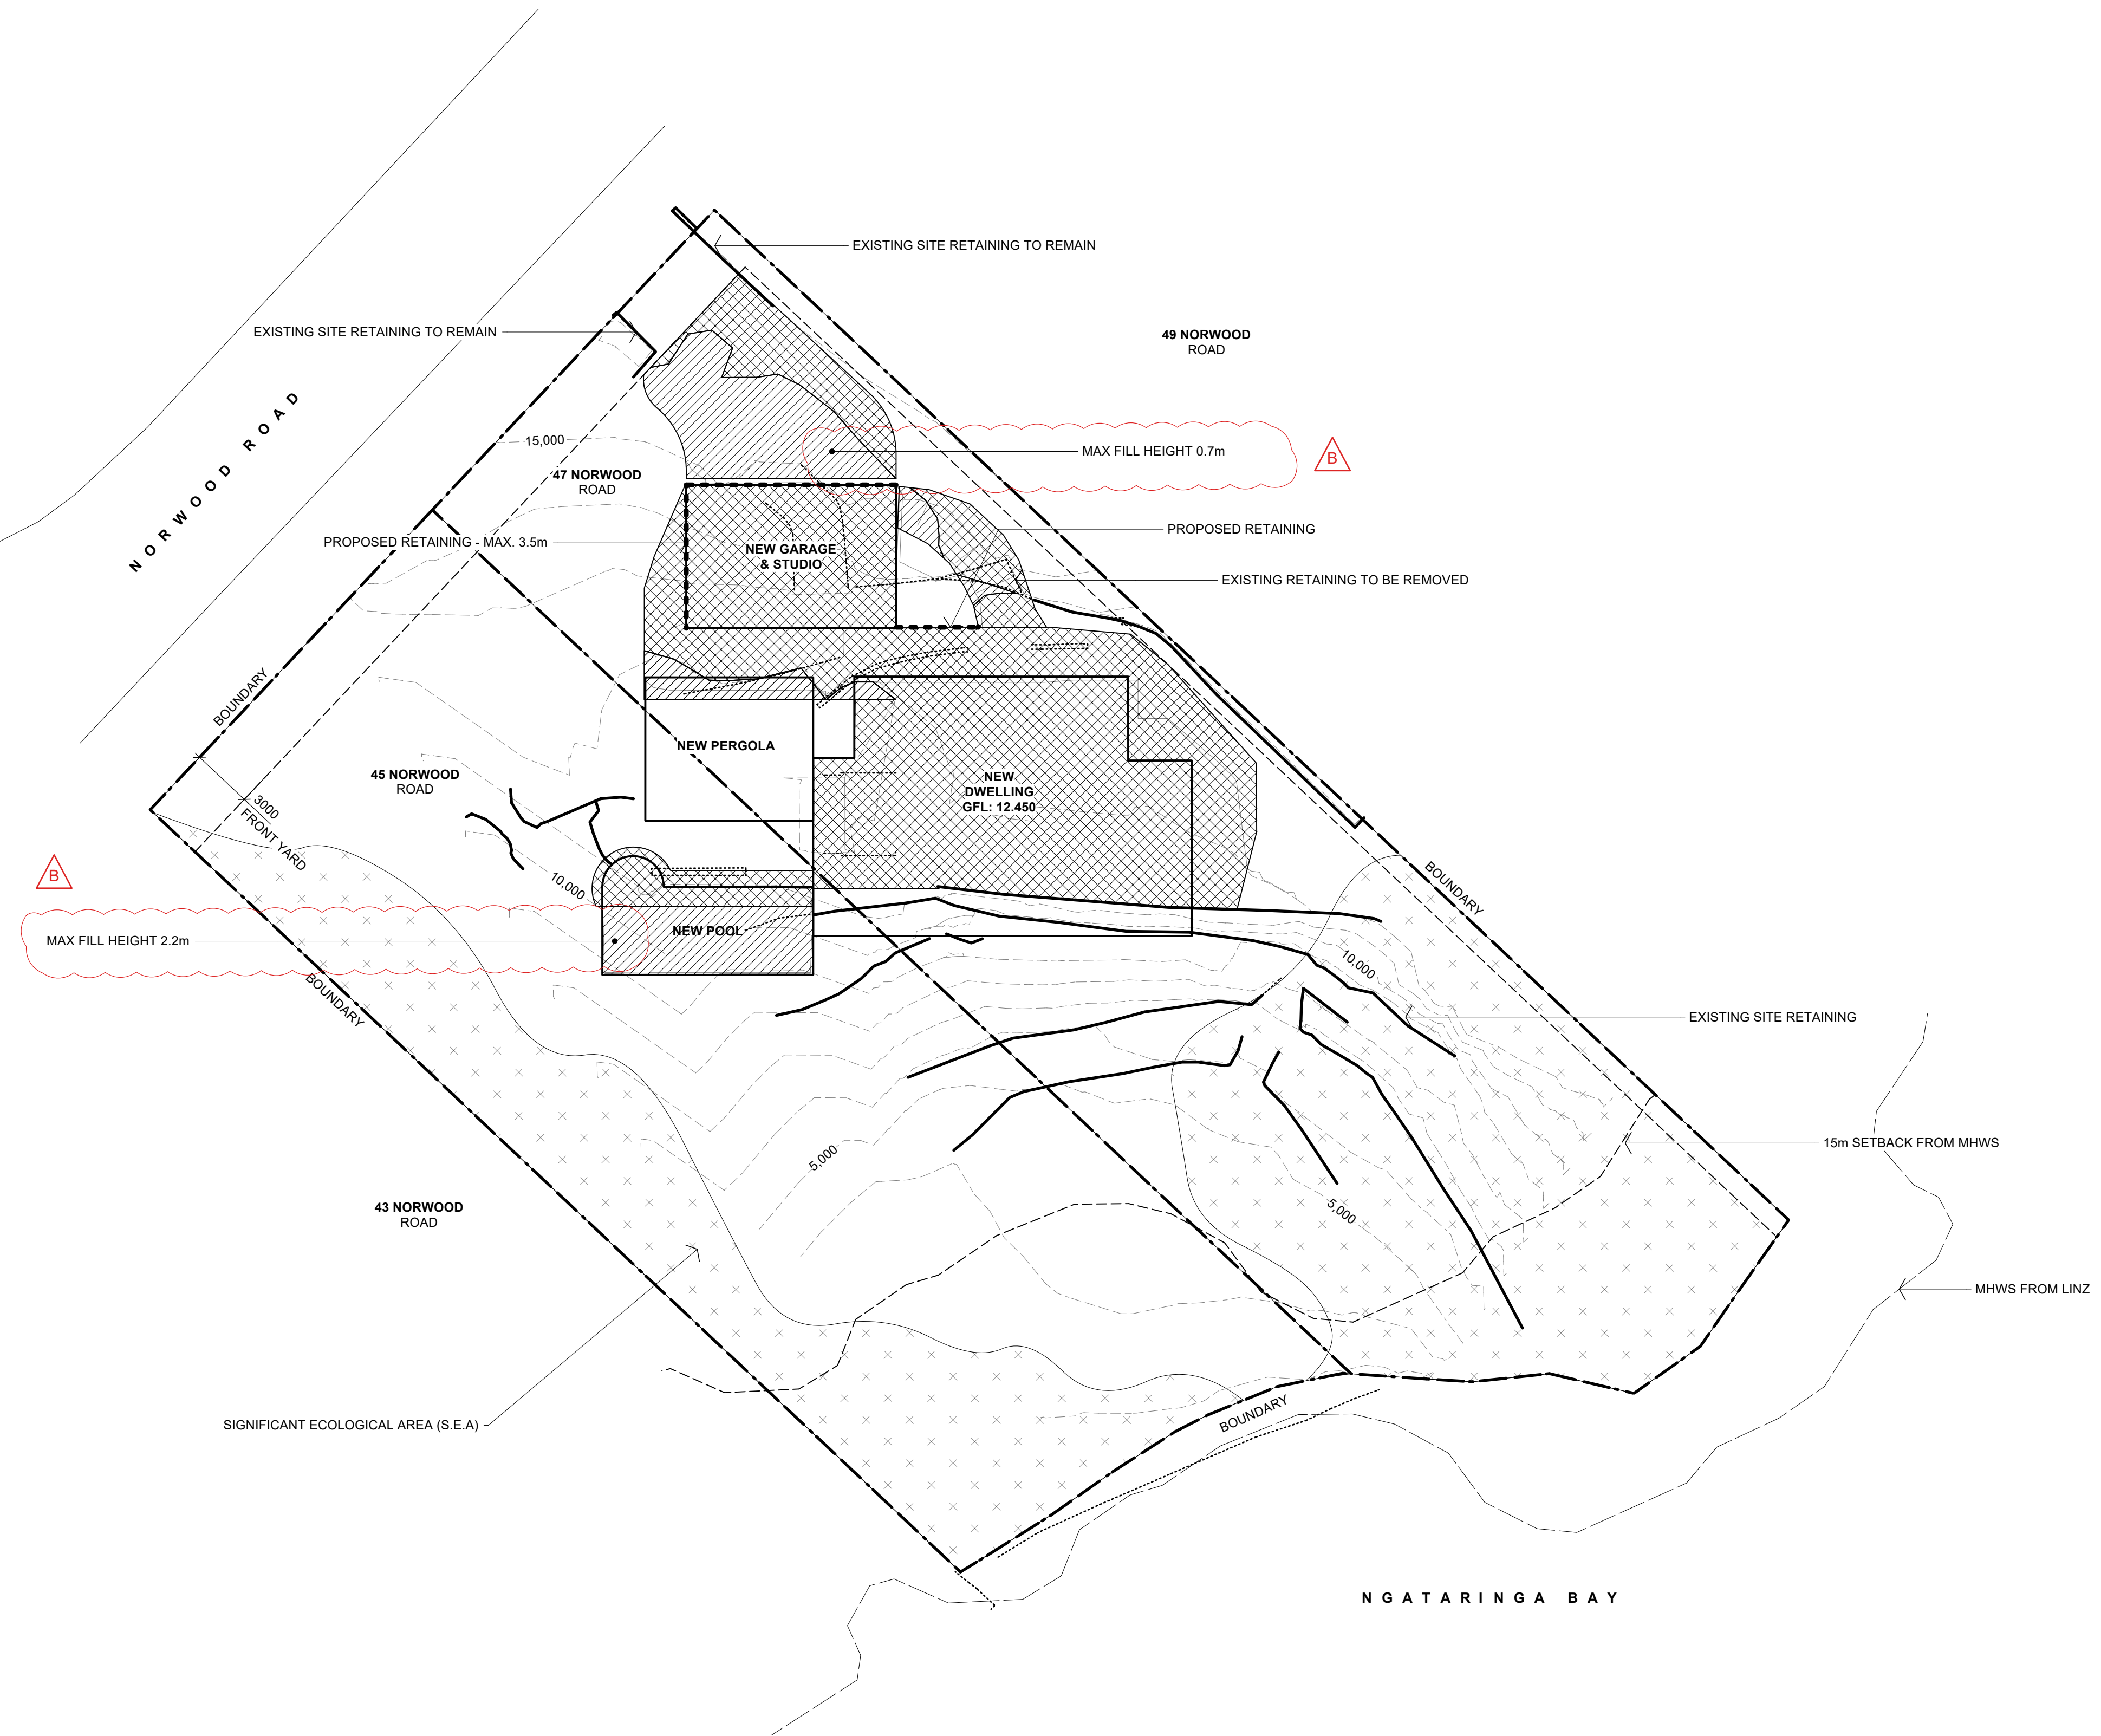 EXISTING SITE RETAINING TO REMAIN
EXISTING SITE RETAINING TO REMAIN
49 NORWOOD
ROAD
NORWOOD ROAD
15,000
MAX FILL HEIGHT 0.7m
B
47 NORWOOD
ROAD
PROPOSED RETAINING
PROPOSED RETAINING - MAX. 3.5m
NEW GARAGE
& STUDIO
EXISTING RETAINING TO BE REMOVED
BOUNDARY
NEW PERGOLA
45 NORWOOD
ROAD
NEW
DWELLING
GFL: 12.450
3000
FRONT YARD
B
10,000
BOUNDARY
MAX FILL HEIGHT 2.2m
NEW POOL
10,000
BOUNDARY
EXISTING SITE RETAINING
15m SETBACK FROM MHWS
5,000
43 NORWOOD
ROAD
5,000
MHWS FROM LINZ
SIGNIFICANT ECOLOGICAL AREA (S.E.A)
BOUNDARY
NGATARINGA BAY